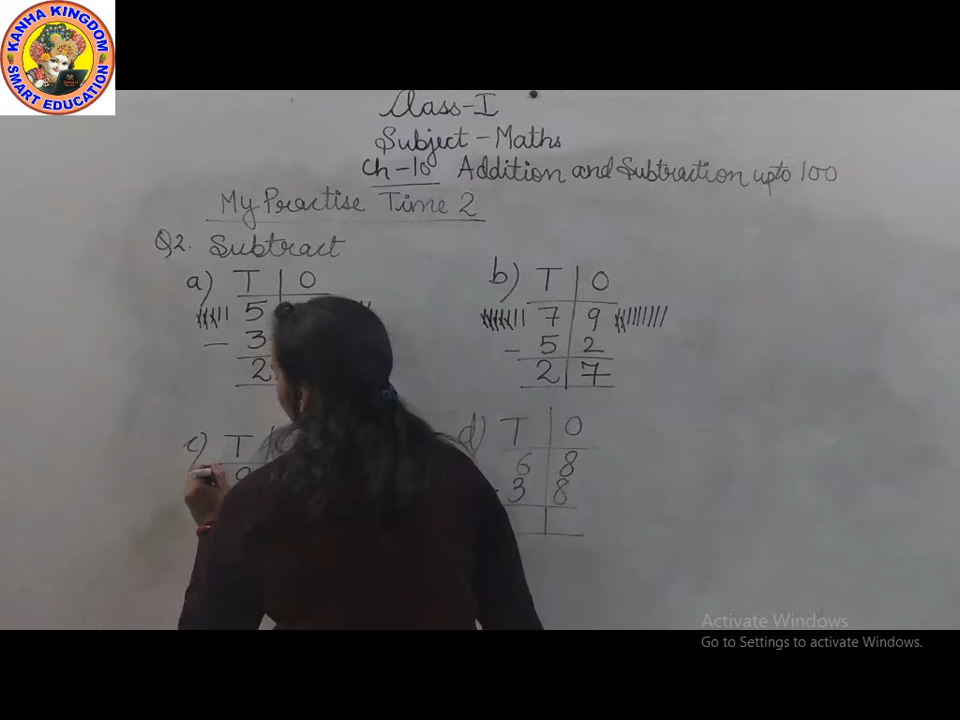 KANHA KINGDOM
SMART EDUCATION
Class-I
Subject-Maths
Ch-10 Addition and Subtraction upto 100
My Practise Time 2
Q2. Subtract
a) T | O
5
- 3
2
b) T | O
7 | 9
- 5 | 2
2 | 7
c) T
d) T | O
6 | 8
- 3 | 8
Activate Windows
Go to Settings to activate Windows.